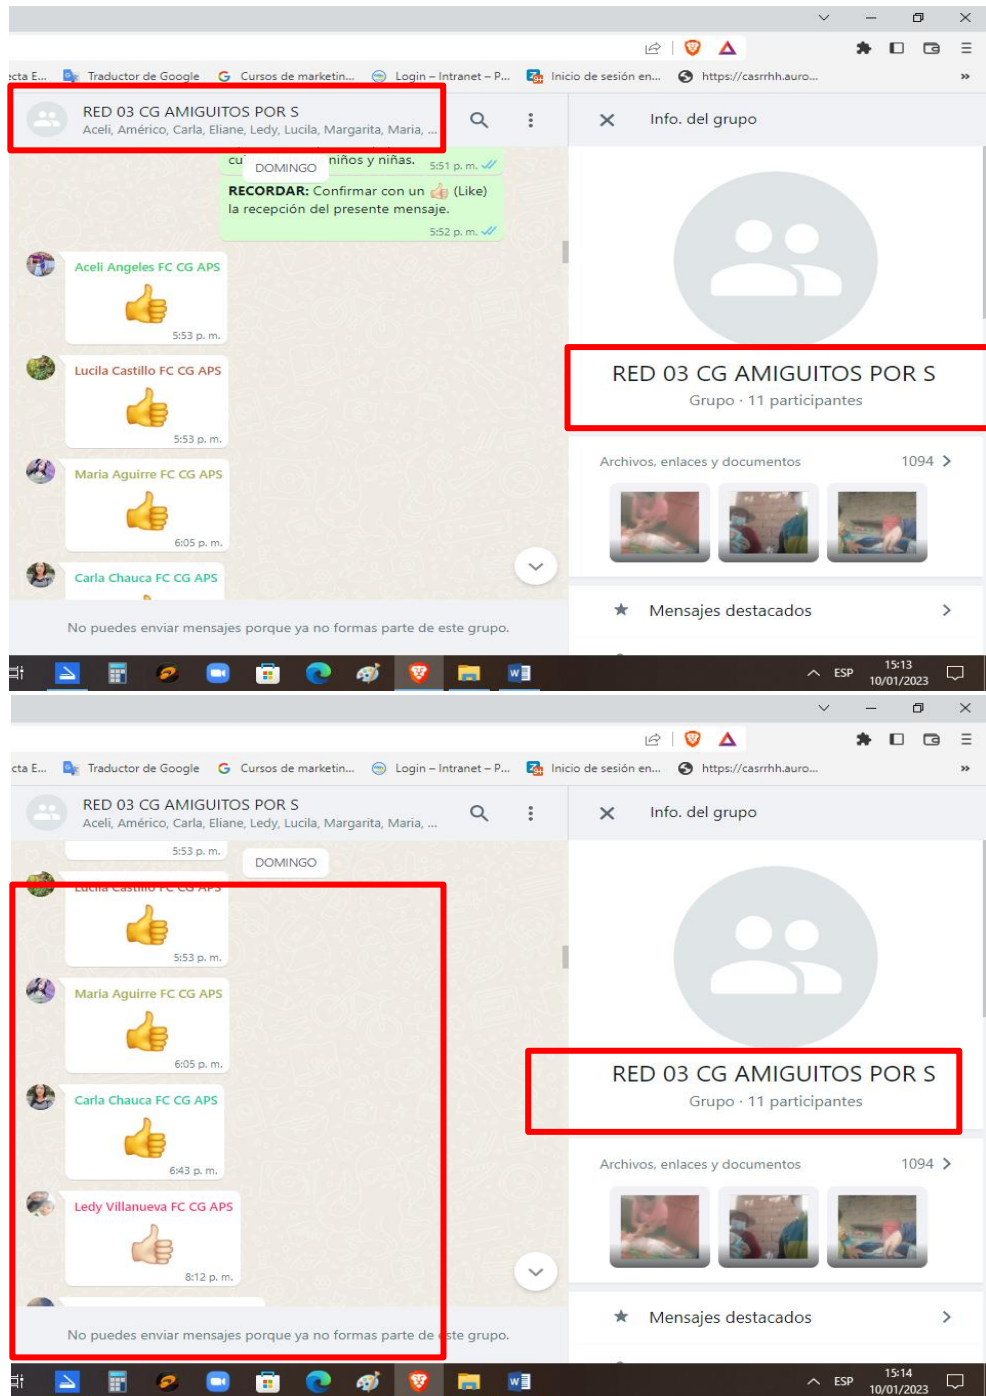 ecta E...
Traductor de Google
Cursos de marketin...
Login – Intranet – P...
Inicio de sesión en...
https://casrrhh.auro...
»
RED 03 CG AMIGUITOS POR S
Aceli, Américo, Carla, Eliane, Ledy, Lucila, Margarita, Maria, ...
Info. del grupo
niños y niñas.
5:51 p. m.
DOMINGO
RECORDAR: Confirmar con un 👍 (Like)
la recepción del presente mensaje.
5:52 p. m.
Aceli Angeles FC CG APS
👍
5:53 p. m.
Lucila Castillo FC CG APS
👍
5:53 p. m.
Maria Aguirre FC CG APS
👍
6:05 p. m.
Carla Chauca FC CG APS
No puedes enviar mensajes porque ya no formas parte de este grupo.
RED 03 CG AMIGUITOS POR S
Grupo · 11 participantes
Archivos, enlaces y documentos
1094
Mensajes destacados
ESP
15:13
10/01/2023
cta E...
Traductor de Google
Cursos de marketin...
Login – Intranet – P...
Inicio de sesión en...
https://casrrhh.auro...
»
RED 03 CG AMIGUITOS POR S
Aceli, Américo, Carla, Eliane, Ledy, Lucila, Margarita, Maria, ...
Info. del grupo
5:53 p. m.
DOMINGO
Lucila Castillo FC CG APS
👍
5:53 p. m.
Maria Aguirre FC CG APS
👍
6:05 p. m.
Carla Chauca FC CG APS
👍
6:43 p. m.
Ledy Villanueva FC CG APS
👍🏻
8:12 p. m.
No puedes enviar mensajes porque ya no formas parte de este grupo.
RED 03 CG AMIGUITOS POR S
Grupo · 11 participantes
Archivos, enlaces y documentos
1094
Mensajes destacados
ESP
15:14
10/01/2023